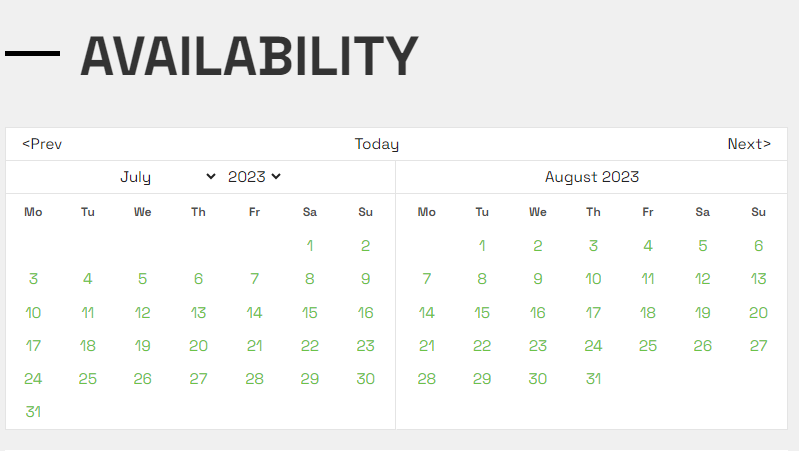 AVAILABILITY
<Prev Today Next>
July 2023 August 2023
Mo Tu We Th Fr Sa Su Mo Tu We Th Fr Sa Su
1 2 1 2 3 4 5 6
3 4 5 6 7 8 9 7 8 9 10 11 12 13
10 11 12 13 14 15 16 14 15 16 17 18 19 20
17 18 19 20 21 22 23 21 22 23 24 25 26 27
24 25 26 27 28 29 30 28 29 30 31
31